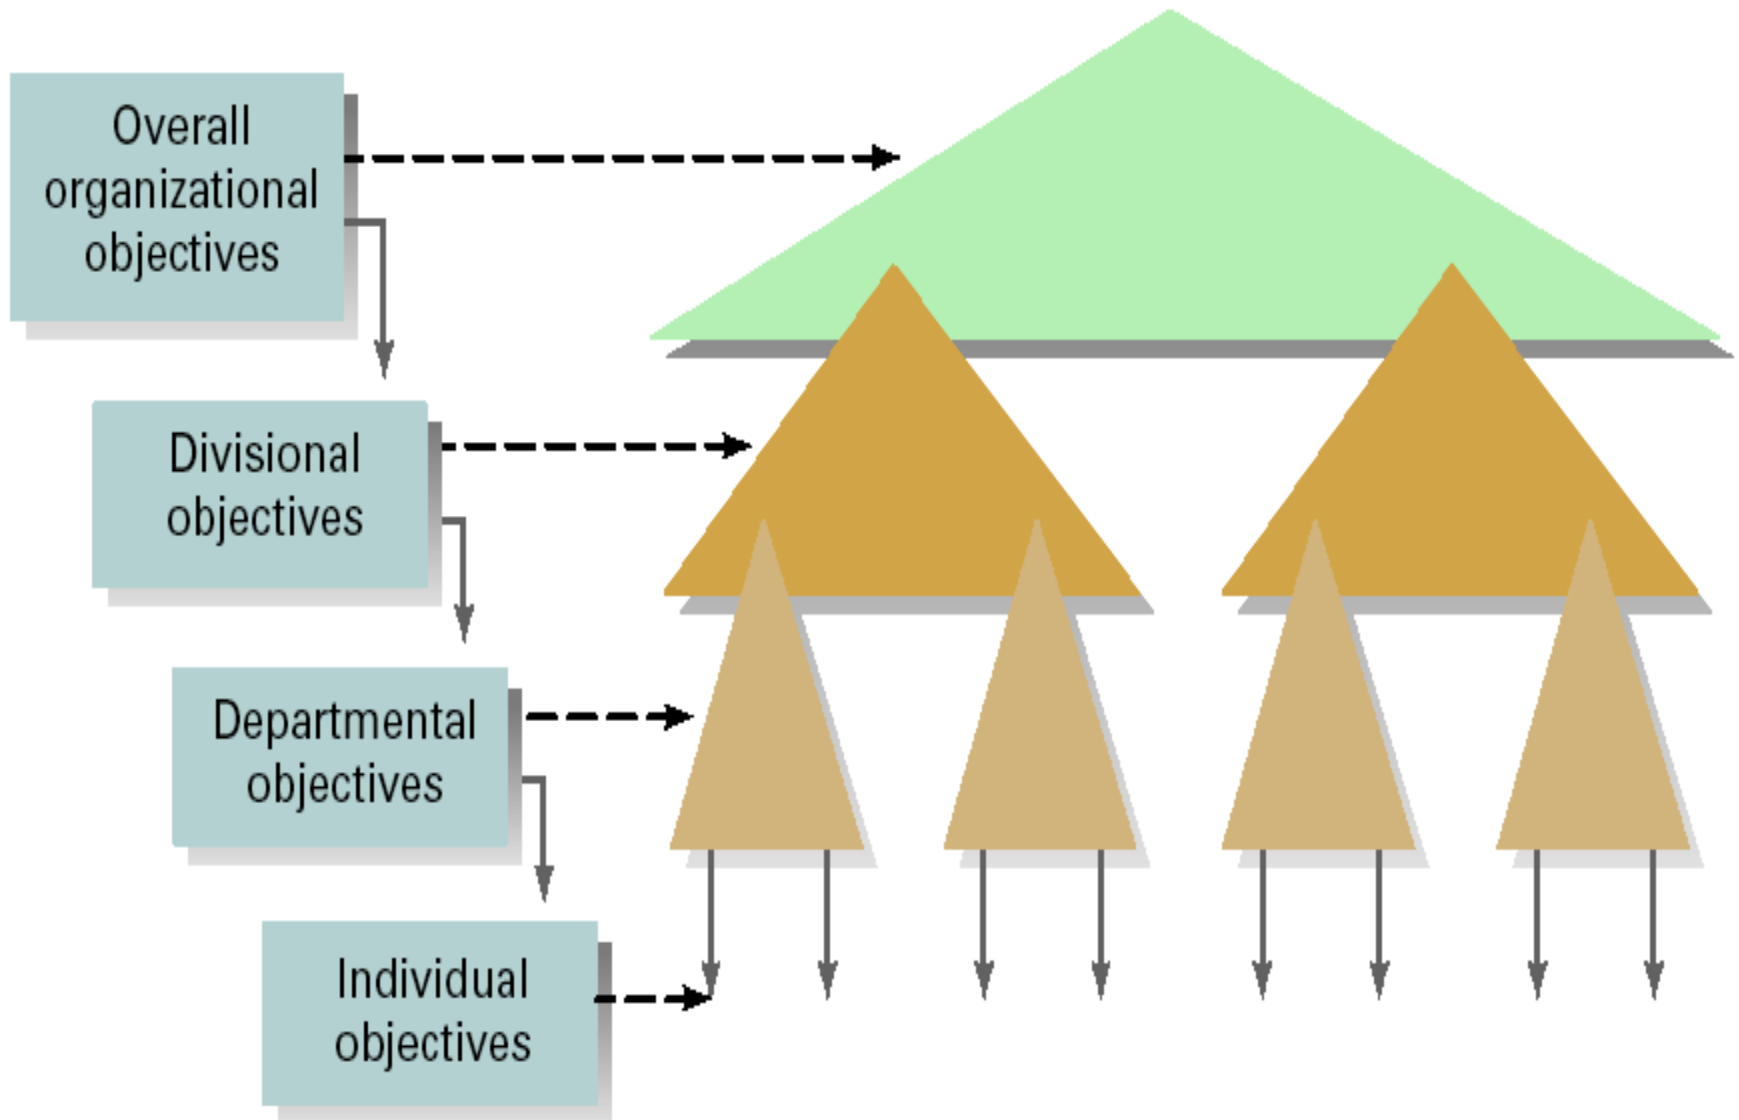 Overall
organizational
objectives
Divisional
objectives
Departmental
objectives
Individual
objectives